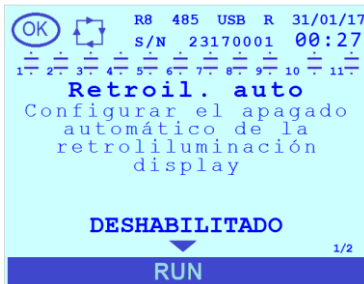 OK R8 485 USB R 31/01/17
S/N 23170001 00:27
1 2 3 4 5 6 7 8 9 10 11
Retroil. auto
Configurar el apagado
automático de la
retroliluminación
display
DESHABILITADO
1/2
RUN